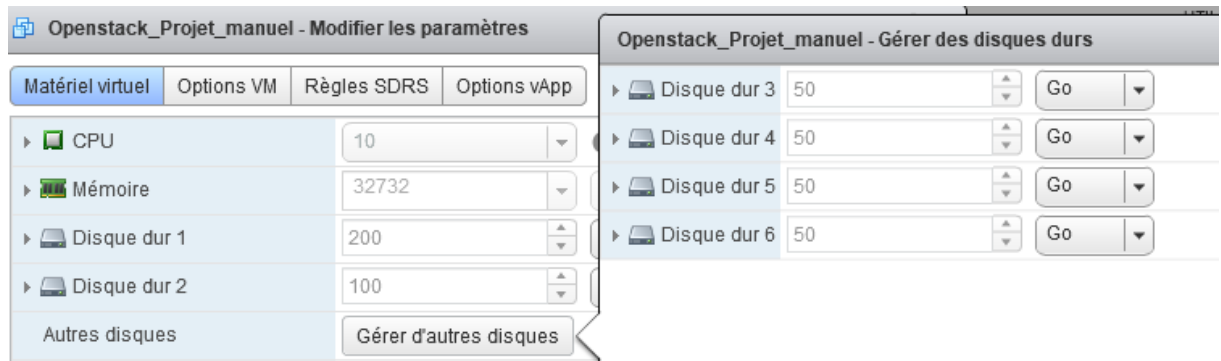 Openstack_Projet_manuel - Modifier les paramètres
Matériel virtuel Options VM Règles SDRS Options vApp
CPU 10
Mémoire 32732
Disque dur 1 200
Disque dur 2 100
Autres disques Gérer d'autres disques
Openstack_Projet_manuel - Gérer des disques durs
Disque dur 3 50 Go
Disque dur 4 50 Go
Disque dur 5 50 Go
Disque dur 6 50 Go